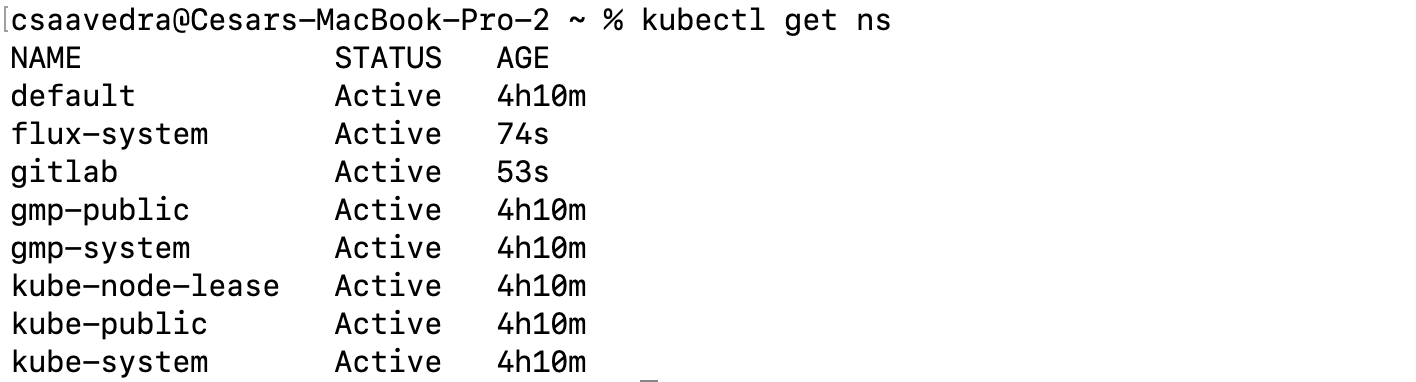 [csaavedra@Cesars-MacBook-Pro-2 ~ % kubectl get ns
NAME              STATUS   AGE
default           Active   4h10m
flux-system       Active   74s
gitlab            Active   53s
gmp-public        Active   4h10m
gmp-system        Active   4h10m
kube-node-lease   Active   4h10m
kube-public       Active   4h10m
kube-system       Active   4h10m